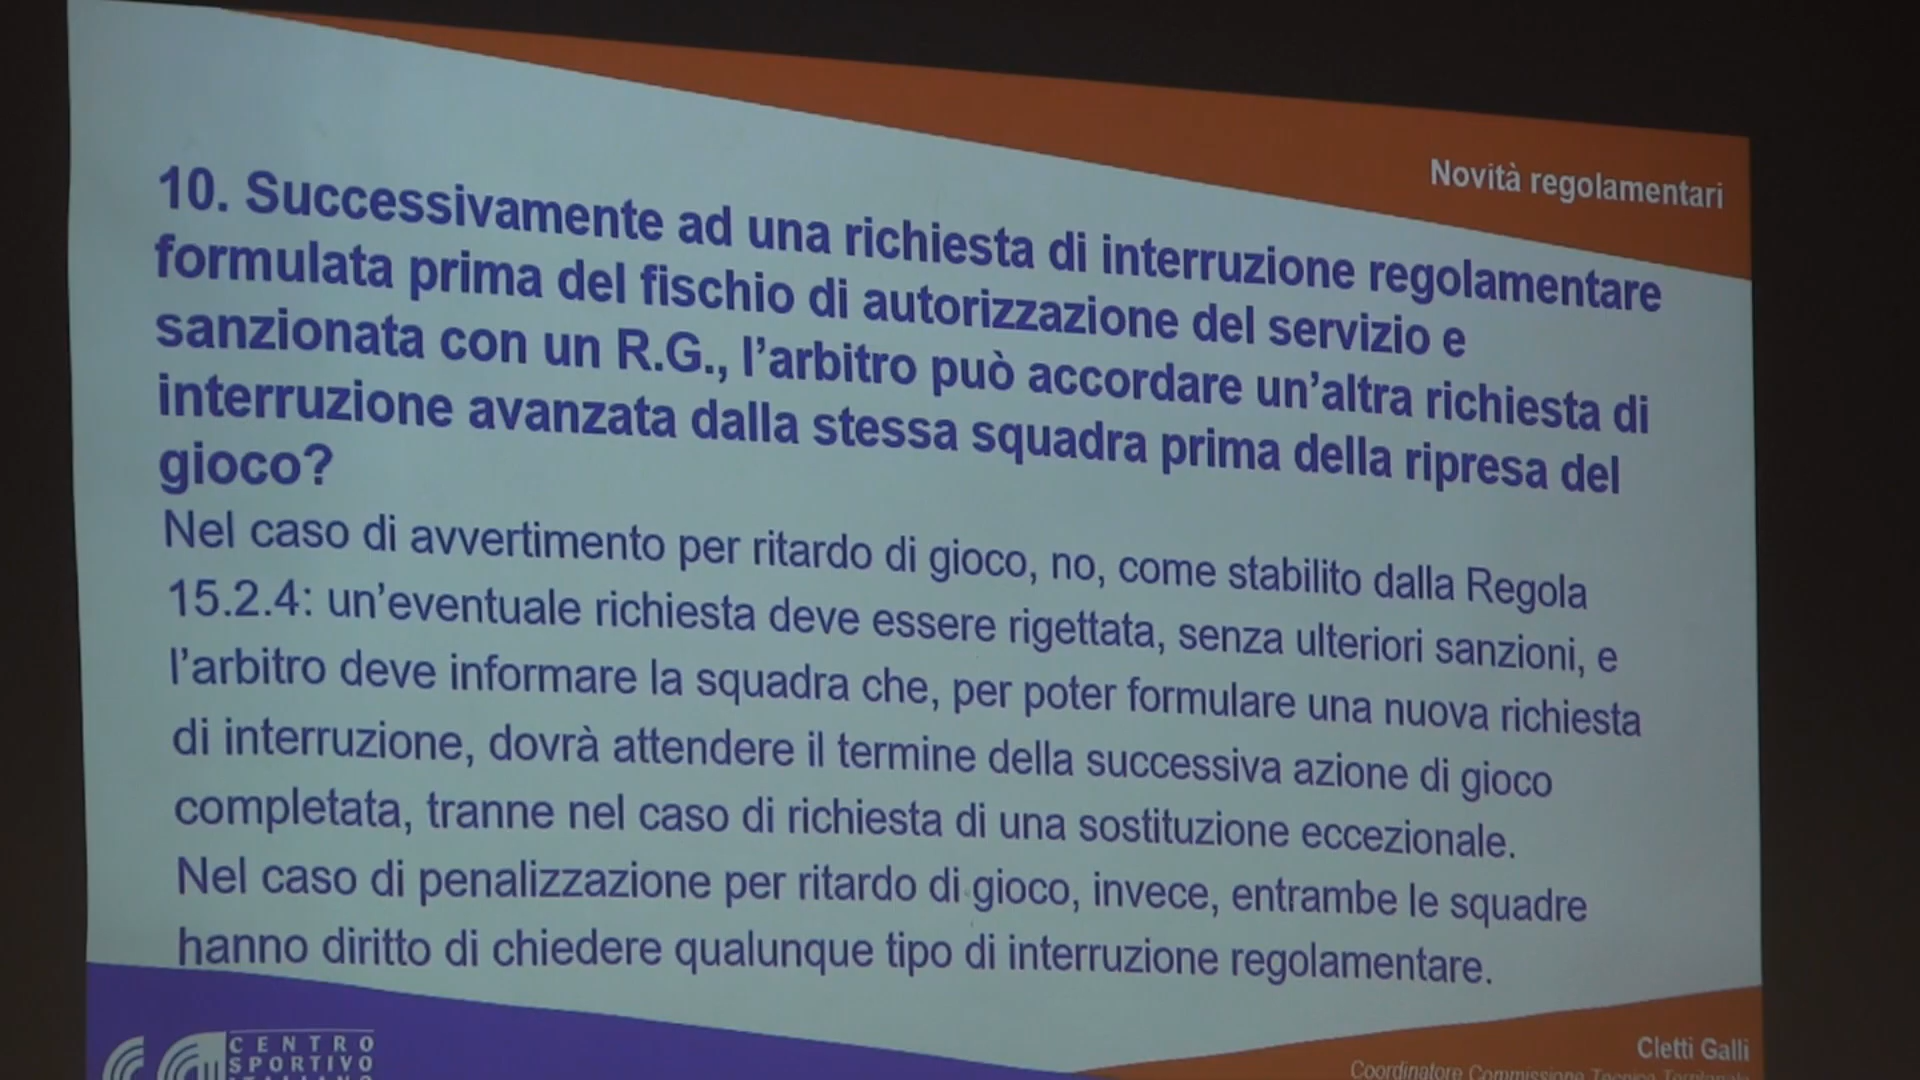 Novità regolamentari
10. Successivamente ad una richiesta di interruzione regolamentare
formulata prima del fischio di autorizzazione del servizio e
sanzionata con un R.G., l'arbitro può accordare un'altra richiesta di
interruzione avanzata dalla stessa squadra prima della ripresa del
gioco?
Nel caso di avvertimento per ritardo di gioco, no, come stabilito dalla Regola
15.2.4: un'eventuale richiesta deve essere rigettata, senza ulteriori sanzioni, e
l'arbitro deve informare la squadra che, per poter formulare una nuova richiesta
di interruzione, dovrà attendere il termine della successiva azione di gioco
completata, tranne nel caso di richiesta di una sostituzione eccezionale.
Nel caso di penalizzazione per ritardo di gioco, invece, entrambe le squadre
hanno diritto di chiedere qualunque tipo di interruzione regolamentare.
CENTRO
SPORTIVO
Cletti Galli
Coordinatore Commissione